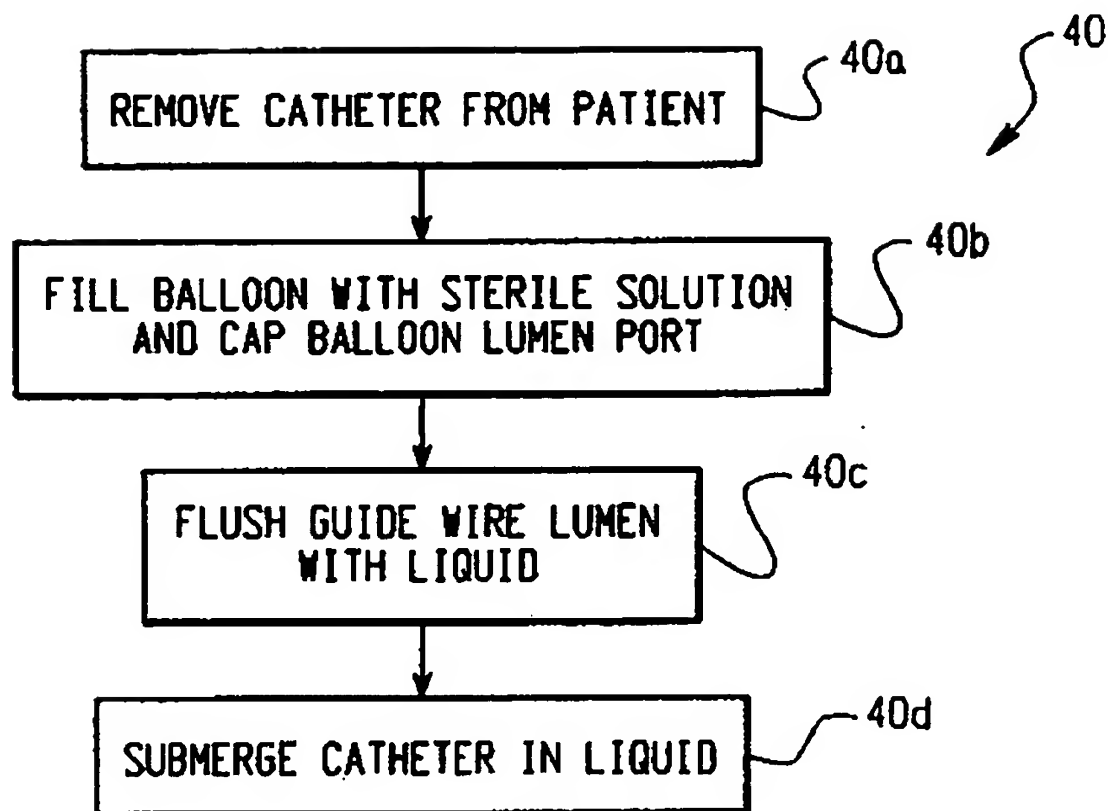 40
40a
REMOVE CATHETER FROM PATIENT
40b
FILL BALLOON WITH STERILE SOLUTION
AND CAP BALLOON LUMEN PORT
40c
FLUSH GUIDE WIRE LUMEN
WITH LIQUID
40d
SUBMERGE CATHETER IN LIQUID